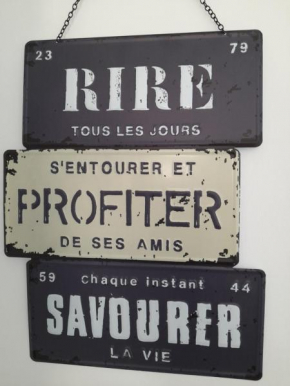 23 79
RIRE
TOUS LES JOURS
S'ENTOURER ET
PROFITER
DE SES AMIS
59 Chaque instant 44
SAVOURER
LA VIE